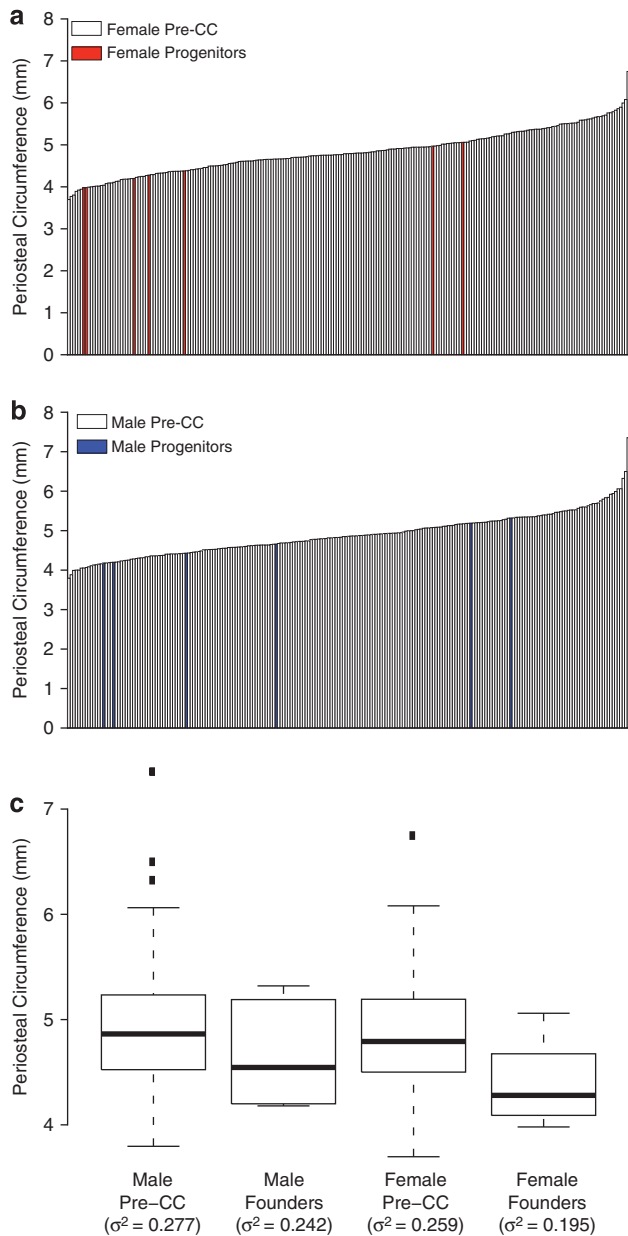 a
Female Pre-CC
Female Progenitors
Periosteal Circumference (mm)
8
7
6
5
4
3
2
1
0
b
Male Pre-CC
Male Progenitors
Periosteal Circumference (mm)
8
7
6
5
4
3
2
1
0
c
Periosteal Circumference (mm)
7
6
5
4
Male
Pre−CC
(σ² = 0.277)
Male
Founders
(σ² = 0.242)
Female
Pre−CC
(σ² = 0.259)
Female
Founders
(σ² = 0.195)